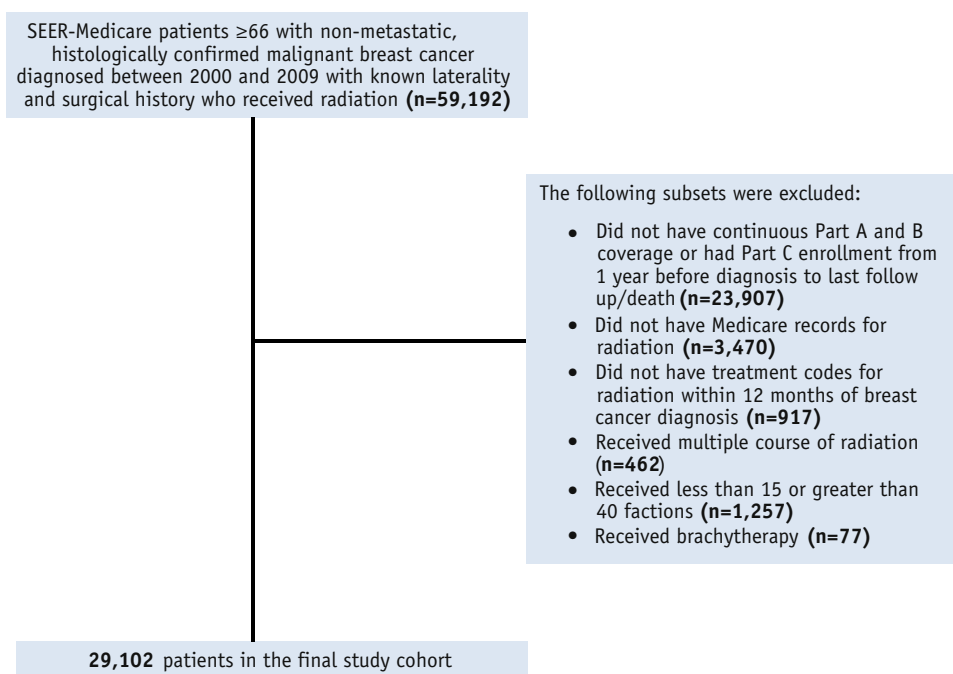 SEER-Medicare patients ≥66 with non-metastatic,
histologically confirmed malignant breast cancer
diagnosed between 2000 and 2009 with known laterality
and surgical history who received radiation (n=59,192)
The following subsets were excluded:
• Did not have continuous Part A and B
coverage or had Part C enrollment from
1 year before diagnosis to last follow
up/death (n=23,907)
• Did not have Medicare records for
radiation (n=3,470)
• Did not have treatment codes for
radiation within 12 months of breast
cancer diagnosis (n=917)
• Received multiple course of radiation
(n=462)
• Received less than 15 or greater than
40 factions (n=1,257)
• Received brachytherapy (n=77)
29,102 patients in the final study cohort